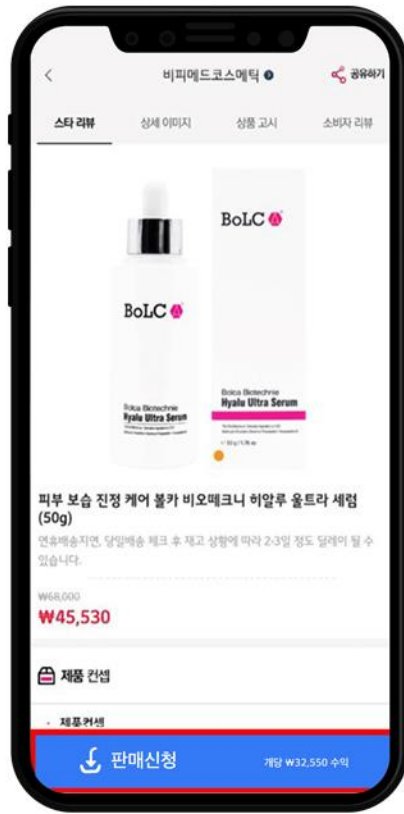 비피메드코스메틱
공유하기
스타 리뷰
상세 이미지
상품 고시
소비자 리뷰
BoLC
BoLC
Bolca Biotechnie
Hyalu Ultra Serum
Bolca Biotechnie
Hyalu Ultra Serum
피부 보습 진정 케어 볼카 비오떼크니 히알루 울트라 세럼
(50g)
연휴배송지연, 당일배송 체크 후 재고 상황에 따라 2-3일 정도 딜레이 될 수
있습니다.
₩68,000
₩45,530
제품 컨셉
· 제품컨셉
판매신청
개당 ₩32,550 수익